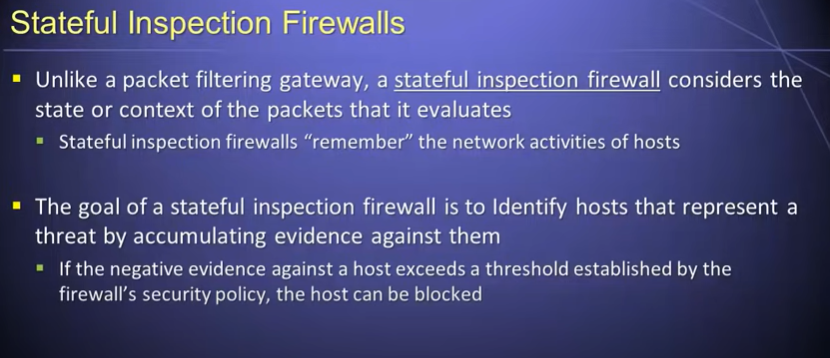 Stateful Inspection Firewalls
Unlike a packet filtering gateway, a stateful inspection firewall considers the
state or context of the packets that it evaluates
Stateful inspection firewalls “remember” the network activities of hosts
The goal of a stateful inspection firewall is to Identify hosts that represent a
threat by accumulating evidence against them
If the negative evidence against a host exceeds a threshold established by the
firewall’s security policy, the host can be blocked